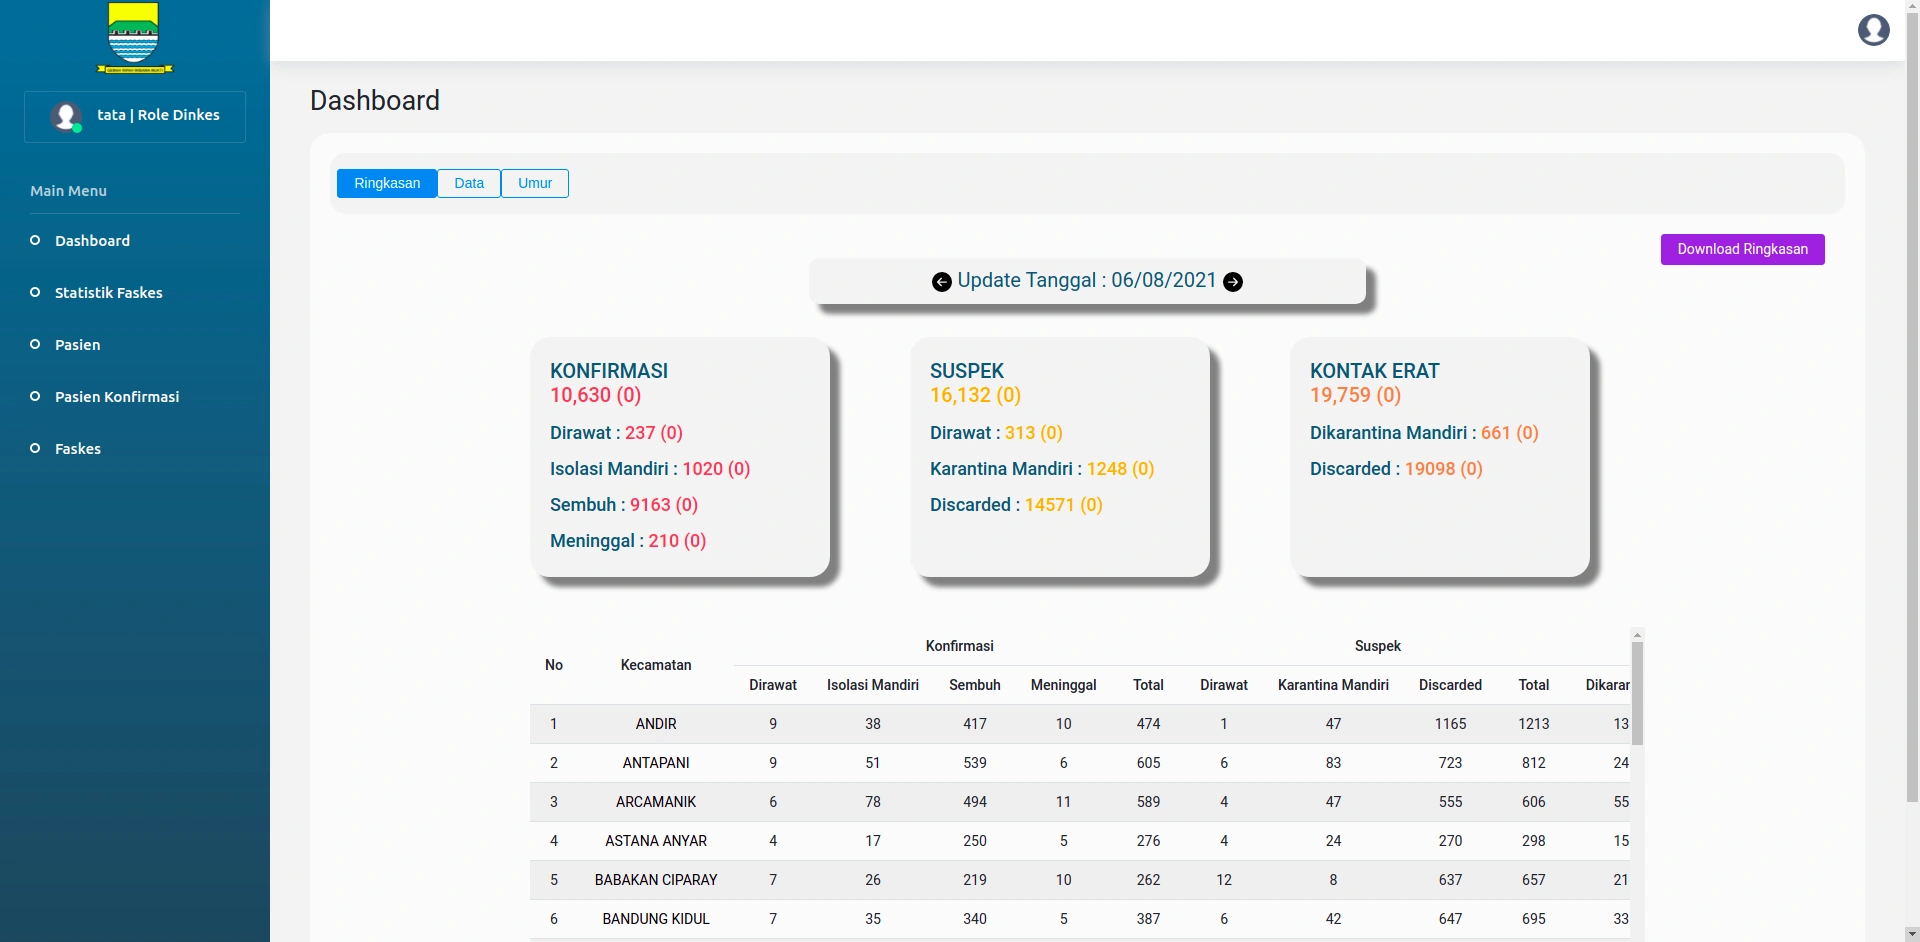 tata | Role Dinkes
Main Menu
Dashboard
Statistik Faskes
Pasien
Pasien Konfirmasi
Faskes
Dashboard
Ringkasan Data Umur
Download Ringkasan
Update Tanggal : 06/08/2021
KONFIRMASI
10,630 (0)
Dirawat : 237 (0)
Isolasi Mandiri : 1020 (0)
Sembuh : 9163 (0)
Meninggal : 210 (0)
SUSPEK
16,132 (0)
Dirawat : 313 (0)
Karantina Mandiri : 1248 (0)
Discarded : 14571 (0)
KONTAK ERAT
19,759 (0)
Dikarantina Mandiri : 661 (0)
Discarded : 19098 (0)
Konfirmasi Suspek
No Kecamatan
Dirawat Isolasi Mandiri Sembuh Meninggal Total Dirawat Karantina Mandiri Discarded Total Dikarar
1 ANDIR 9 38 417 10 474 1 47 1165 1213 13
2 ANTAPANI 9 51 539 6 605 6 83 723 812 24
3 ARCAMANIK 6 78 494 11 589 4 47 555 606 55
4 ASTANA ANYAR 4 17 250 5 276 4 24 270 298 15
5 BABAKAN CIPARAY 7 26 219 10 262 12 8 637 657 21
6 BANDUNG KIDUL 7 35 340 5 387 6 42 647 695 33